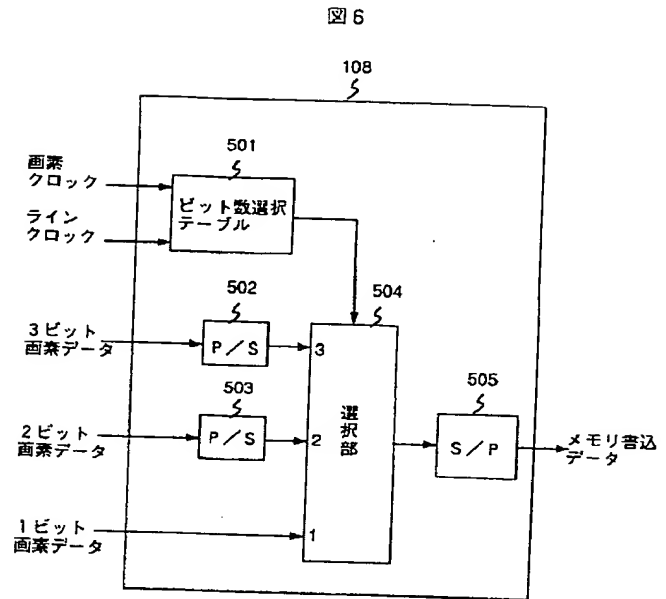 図6
108
501
画素
クロック
ビット数選択
テーブル
ライン
クロック
502
504
3ビット
画素データ
P/S
3
503
505
2ビット
画素データ
P/S
2
選択部
S/P
メモリ書込
データ
1ビット
画素データ
1